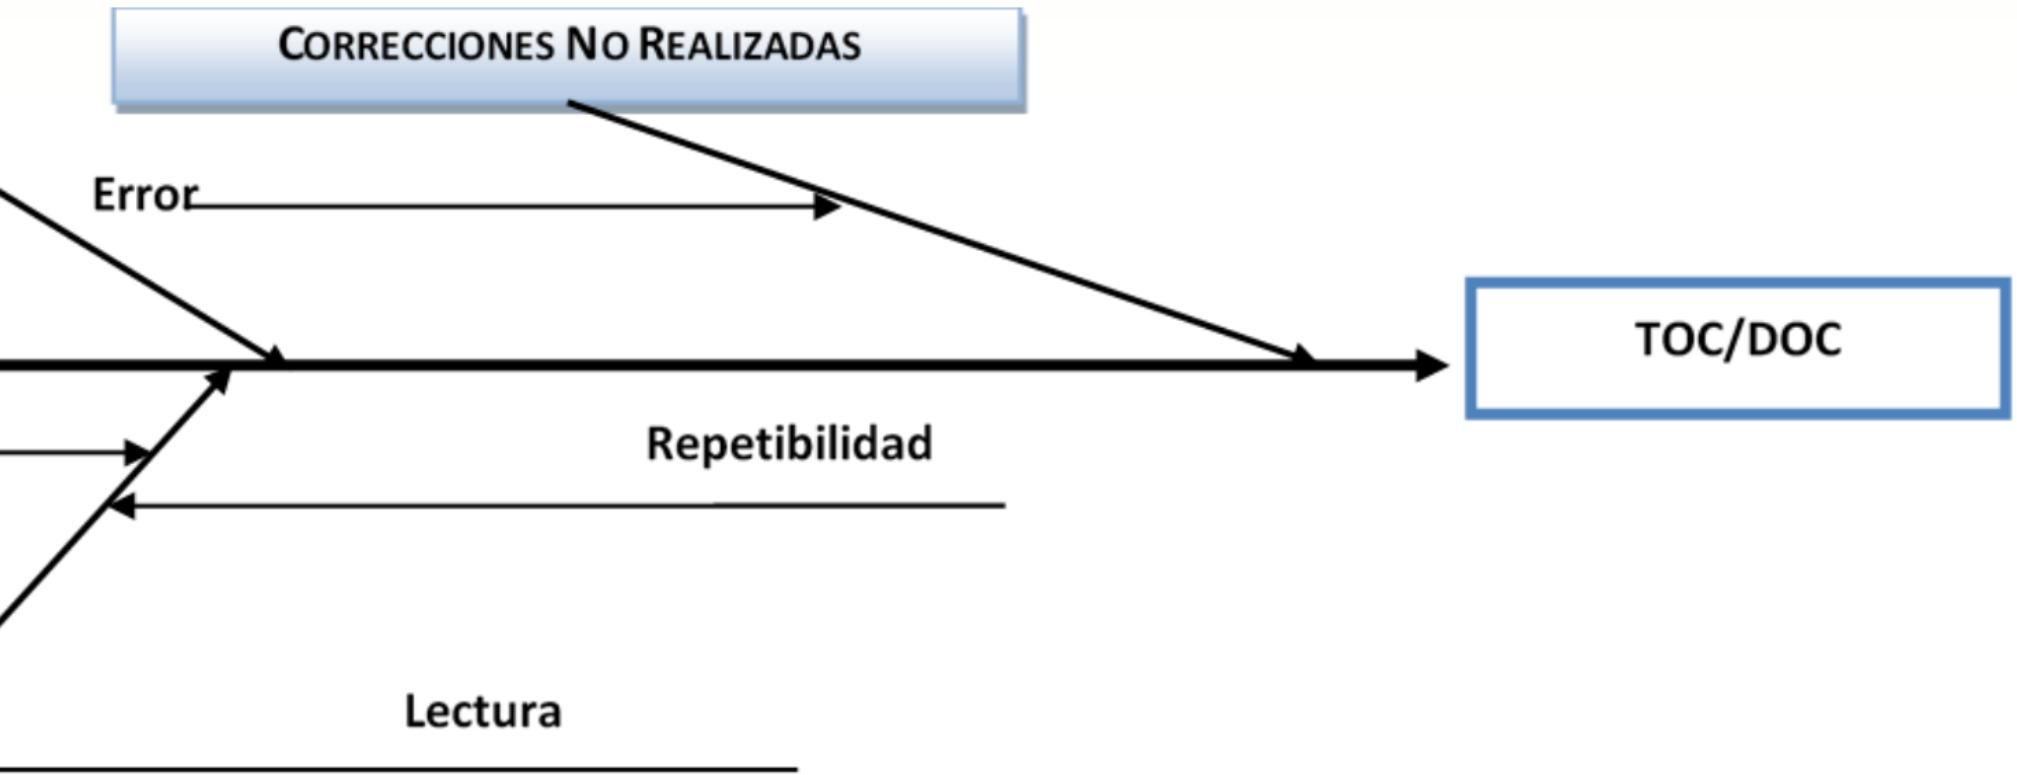 CORRECCIONES NO REALIZADAS
Error
TOC/DOC
Repetibilidad
Lectura